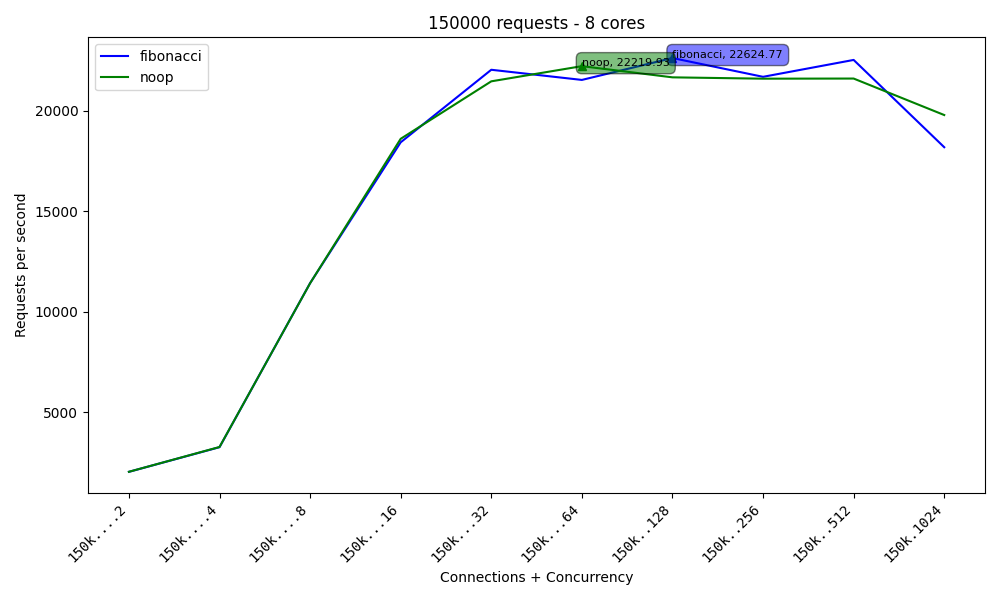 150000 requests - 8 cores
fibonacci
noop
noop, 22219.93
fibonacci, 22624.77
20000
15000
10000
5000
Requests per second
150k....2
150k....4
150k....8
150k...16
150k...32
150k...64
150k..128
150k..256
150k..512
150k.1024
Connections + Concurrency